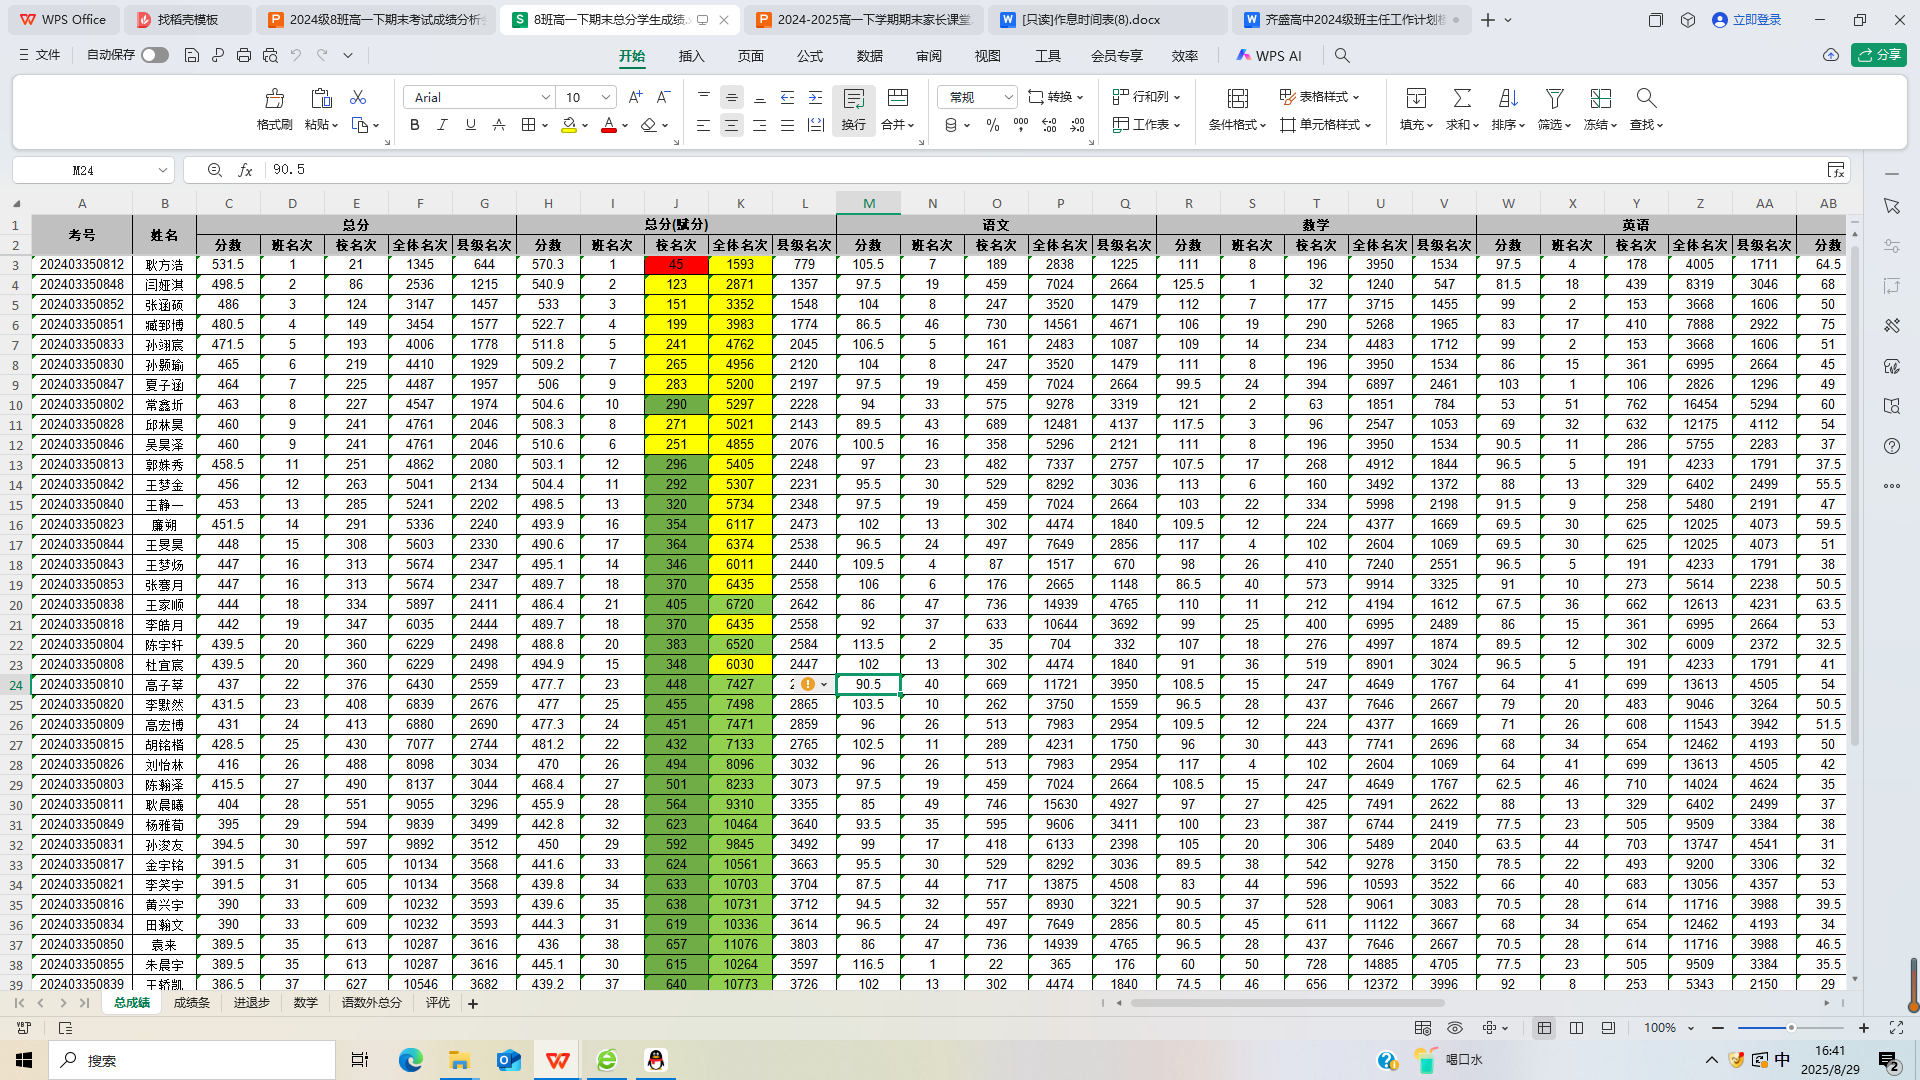 WPS Office 找稻壳模板 2024级8班高一下期末考试成绩分析会 8班高一下期末总分学生成绩. 2024-2025高一下学期期末家长课堂 [只读]作息时间表(8).docx 齐盛高中2024级班主任工作计划 立即登录
文件 自动保存 开始 插入 页面 公式 数据 审阅 视图 工具 会员专享 效率 WPS AI 分享
Arial 10 常规 转换 行和列 表格样式
格式刷 粘贴 换行 合并 工作表 条件格式 单元格样式 填充 求和 排序 筛选 冻结 查找
M24 fx 90.5
A B C D E F G H I J K L M N O P Q R S T U V W X Y Z AA AB
1 考号 姓名 总分 总分(赋分) 语文 数学 英语
2 分数 班名次 校名次 全体名次 县级名次 分数 班名次 校名次 全体名次 县级名次 分数 班名次 校名次 全体名次 县级名次 分数 班名次 校名次 全体名次 县级名次 分数 班名次 校名次 全体名次 县级名次 分数
3 202403350812 耿方浩 531.5 1 21 1345 644 570.3 1 45 1593 779 105.5 7 189 2838 1225 111 8 196 3950 1534 97.5 4 178 4005 1711 64.5
4 202403350848 闫娅淇 498.5 2 86 2536 1215 540.9 2 123 2871 1357 97.5 19 459 7024 2664 125.5 1 32 1240 547 81.5 18 439 8319 3046 68
5 202403350852 张涵硕 486 3 124 3147 1457 533 3 151 3352 1548 104 8 247 3520 1479 112 7 177 3715 1455 99 2 153 3668 1606 50
6 202403350851 臧郅博 480.5 4 149 3454 1577 522.7 4 199 3983 1774 86.5 46 730 14561 4671 106 19 290 5268 1965 83 17 410 7888 2922 75
7 202403350833 孙翊宸 471.5 5 193 4006 1778 511.8 5 241 4762 2045 106.5 5 161 2483 1087 109 14 234 4483 1712 99 2 153 3668 1606 51
8 202403350830 孙颢瑜 465 6 219 4410 1929 509.2 7 265 4956 2120 104 8 247 3520 1479 111 8 196 3950 1534 86 15 361 6995 2664 45
9 202403350847 夏子涵 464 7 225 4487 1957 506 9 283 5200 2197 97.5 19 459 7024 2664 99.5 24 394 6897 2461 103 1 106 2826 1296 49
10 202403350802 常鑫圻 463 8 227 4547 1974 504.6 10 290 5297 2228 94 33 575 9278 3319 121 2 63 1851 784 53 51 762 16454 5294 60
11 202403350828 邱林昊 460 9 241 4761 2046 508.3 8 271 5021 2143 89.5 43 689 12481 4137 117.5 3 96 2547 1053 69 32 632 12175 4112 54
12 202403350846 吴昊泽 460 9 241 4761 2046 510.6 6 251 4855 2076 100.5 16 358 5296 2121 111 8 196 3950 1534 90.5 11 286 5755 2283 37
13 202403350813 郭姝秀 458.5 11 251 4862 2080 503.1 12 296 5405 2248 97 23 482 7337 2757 107.5 17 268 4912 1844 96.5 5 191 4233 1791 37.5
14 202403350842 王梦金 456 12 263 5041 2134 504.4 11 292 5307 2231 95.5 30 529 8292 3036 113 6 160 3492 1372 88 13 329 6402 2499 55.5
15 202403350840 王静一 453 13 285 5241 2202 498.5 13 320 5734 2348 97.5 19 459 7024 2664 103 22 334 5998 2198 91.5 9 258 5480 2191 47
16 202403350823 廉朔 451.5 14 291 5336 2240 493.9 16 354 6117 2473 102 13 302 4474 1840 109.5 12 224 4377 1669 69.5 30 625 12025 4073 59.5
17 202403350844 王旻昊 448 15 308 5603 2330 490.6 17 364 6374 2538 96.5 24 497 7649 2856 117 4 102 2604 1069 69.5 30 625 12025 4073 51
18 202403350843 王梦炀 447 16 313 5674 2347 495.1 14 346 6011 2440 109.5 4 87 1517 670 98 26 410 7240 2551 96.5 5 191 4233 1791 38
19 202403350853 张骞月 447 16 313 5674 2347 489.7 18 370 6435 2558 106 6 176 2665 1148 86.5 40 573 9914 3325 91 10 273 5614 2238 50.5
20 202403350838 王家顺 444 18 334 5897 2411 486.4 21 405 6720 2642 86 47 736 14939 4765 110 11 212 4194 1612 67.5 36 662 12613 4231 63.5
21 202403350818 李皓月 442 19 347 6035 2444 489.7 18 370 6435 2558 92 37 633 10644 3692 99 25 400 6995 2489 86 15 361 6995 2664 53
22 202403350804 陈宇轩 439.5 20 360 6229 2498 488.8 20 383 6520 2584 113.5 2 35 704 332 107 18 276 4997 1874 89.5 12 302 6009 2372 32.5
23 202403350808 杜宜宸 439.5 20 360 6229 2498 494.9 15 348 6030 2447 102 13 302 4474 1840 91 36 519 8901 3024 96.5 5 191 4233 1791 41
24 202403350810 高子莘 437 22 376 6430 2559 477.7 23 448 7427 90.5 40 669 11721 3950 108.5 15 247 4649 1767 64 41 699 13613 4505 54
25 202403350820 李默然 431.5 23 408 6839 2676 477 25 455 7498 2865 103.5 10 262 3750 1559 96.5 28 437 7646 2667 79 20 483 9046 3264 50.5
26 202403350809 高宏博 431 24 413 6880 2690 477.3 24 451 7471 2859 96 26 513 7983 2954 109.5 12 224 4377 1669 71 26 608 11543 3942 51.5
27 202403350815 胡铭楷 428.5 25 430 7077 2744 481.2 22 432 7133 2765 102.5 11 289 4231 1750 96 30 443 7741 2696 68 34 654 12462 4193 50
28 202403350826 刘怡林 416 26 488 8098 3034 470 26 494 8096 3032 96 26 513 7983 2954 117 4 102 2604 1069 64 41 699 13613 4505 42
29 202403350803 陈瀚泽 415.5 27 490 8137 3044 468.4 27 501 8233 3073 97.5 19 459 7024 2664 108.5 15 247 4649 1767 62.5 46 710 14024 4624 35
30 202403350811 耿晨曦 404 28 551 9055 3296 455.9 28 564 9310 3355 85 49 746 15630 4927 97 27 425 7491 2622 88 13 329 6402 2499 37
31 202403350849 杨雅荀 395 29 594 9839 3499 442.8 32 623 10464 3640 93.5 35 595 9606 3411 100 23 387 6744 2419 77.5 23 505 9509 3384 38
32 202403350831 孙浚友 394.5 30 597 9892 3512 450 29 592 9845 3492 99 17 418 6133 2398 105 20 306 5489 2040 63.5 44 703 13747 4541 31
33 202403350817 金宇铭 391.5 31 605 10134 3568 441.6 33 624 10561 3663 95.5 30 529 8292 3036 89.5 38 542 9278 3150 78.5 22 493 9200 3306 32
34 202403350821 李笑宇 391.5 31 605 10134 3568 439.8 34 633 10703 3704 87.5 44 717 13875 4508 83 44 596 10593 3522 66 40 683 13056 4357 53
35 202403350816 黄兴宇 390 33 609 10232 3593 439.6 35 638 10731 3712 94.5 32 557 8930 3221 90.5 37 528 9061 3083 70.5 28 614 11716 3988 39.5
36 202403350834 田瀚文 390 33 609 10232 3593 444.3 31 619 10336 3614 96.5 24 497 7649 2856 80.5 45 611 11122 3667 68 34 654 12462 4193 34
37 202403350850 袁来 389.5 35 613 10287 3616 436 38 657 11076 3803 86 47 736 14939 4765 96.5 28 437 7646 2667 70.5 28 614 11716 3988 46.5
38 202403350855 朱晨宇 389.5 35 613 10287 3616 445.1 30 615 10264 3597 116.5 1 22 365 176 60 50 728 14885 4705 77.5 23 505 9509 3384 35.5
39 202403350839 王轿凯 386.5 37 627 10546 3682 439.2 37 640 10773 3726 102 13 302 4474 1840 74.5 46 656 12372 3996 92 8 253 5343 2150 29
总成绩 成绩条 进退步 数学 语数外总分 评优
100%
搜索 喝口水 中 16:41
2025/8/29 2